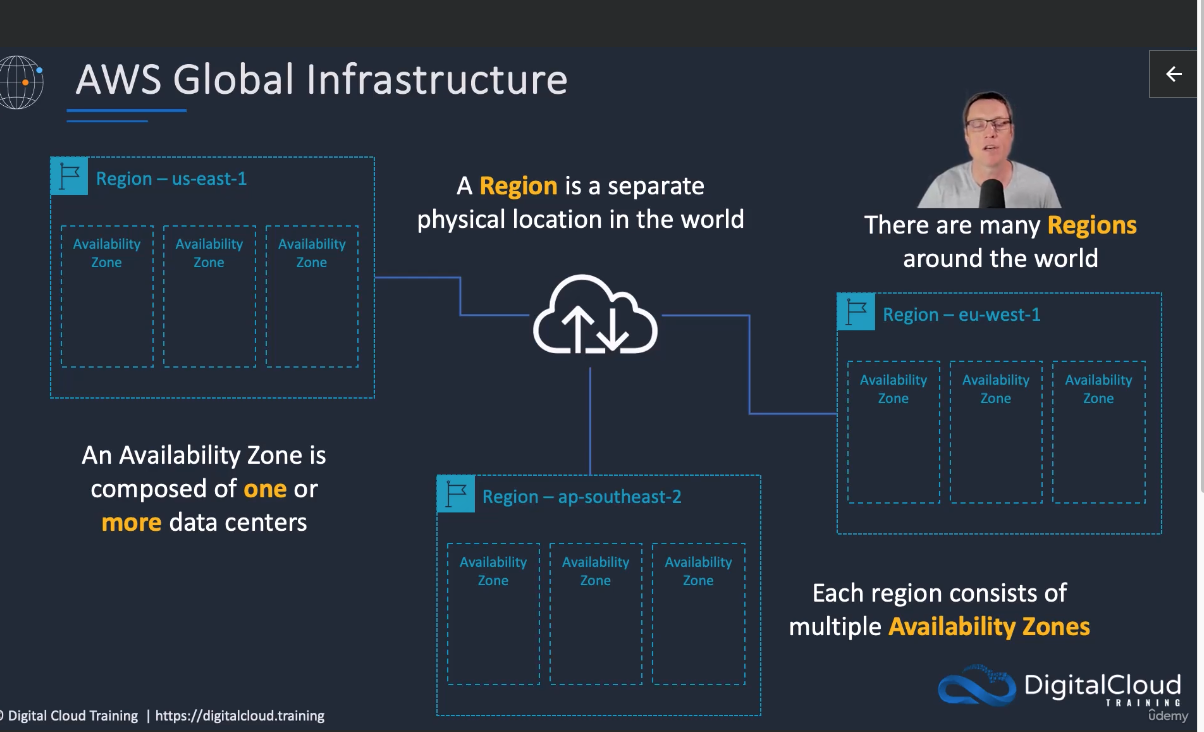 AWS Global Infrastructure
Region – us-east-1
Availability Zone
Availability Zone
Availability Zone
A Region is a separate
physical location in the world
There are many Regions
around the world
Region – eu-west-1
Availability Zone
Availability Zone
Availability Zone
An Availability Zone is
composed of one or
more data centers
Region – ap-southeast-2
Availability Zone
Availability Zone
Availability Zone
Each region consists of
multiple Availability Zones
DigitalCloud
TRAINING
ûdemy
© Digital Cloud Training | https://digitalcloud.training